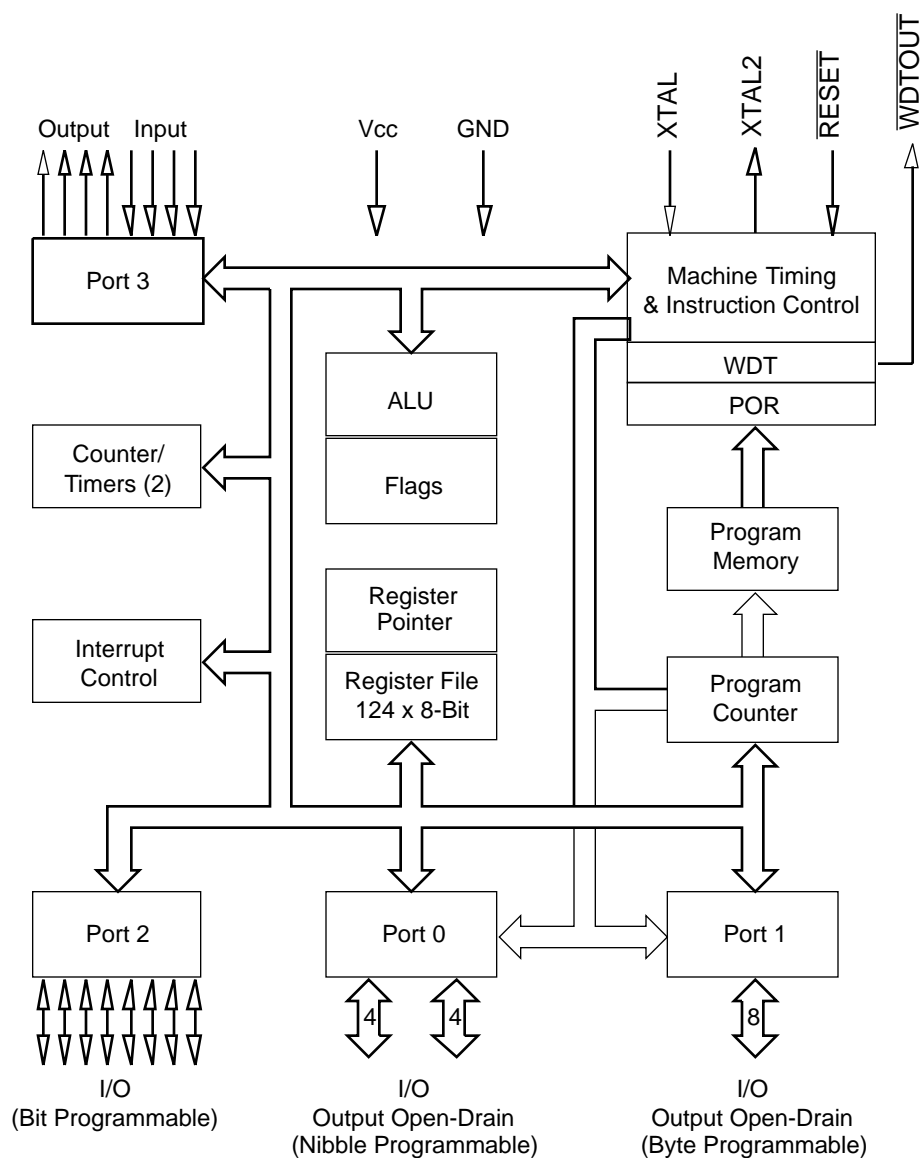 Output
Input
Vcc
GND
XTAL
XTAL2
RESET
WDTOUT
Port 3
Machine Timing
& Instruction Control
WDT
POR
ALU
Flags
Counter/
Timers (2)
Program
Memory
Register
Pointer
Register File
124 x 8-Bit
Interrupt
Control
Program
Counter
Port 2
Port 0
Port 1
4
4
8
I/O
(Bit Programmable)
I/O
Output Open-Drain
(Nibble Programmable)
I/O
Output Open-Drain
(Byte Programmable)